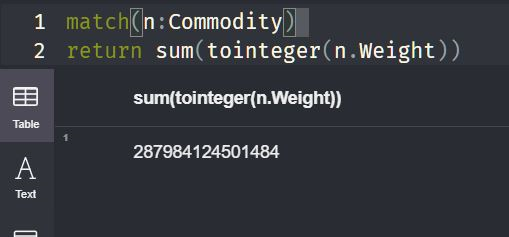 1 match(n:Commodity)
2 return sum(tointeger(n.Weight))
Table
sum(tointeger(n.Weight))
1
287984124501484
A
Text